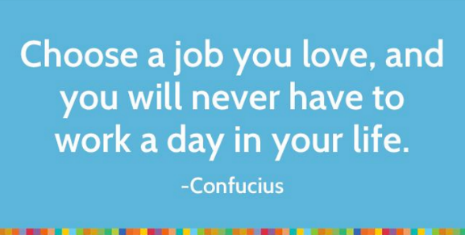 Choose a job you love, and
you will never have to
work a day in your life.
-Confucius